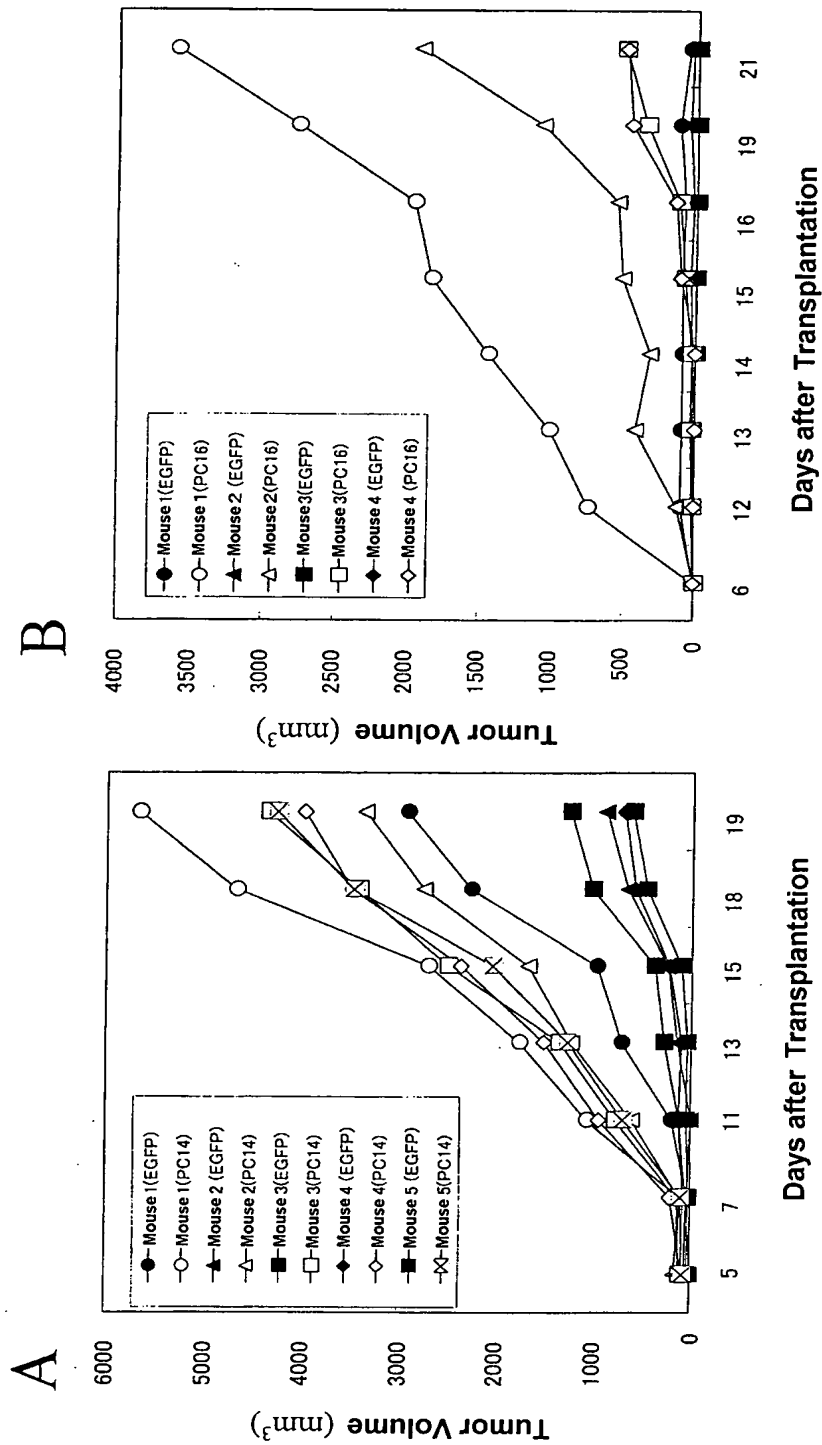 A
Tumor Volume (mm³)
6000
5000
4000
3000
2000
1000
0
Mouse 1(EGFP)
Mouse 1(PC14)
Mouse 2 (EGFP)
Mouse 2(PC14)
Mouse 3(EGFP)
Mouse 3(PC14)
Mouse 4 (EGFP)
Mouse 4(PC14)
Mouse 5 (EGFP)
Mouse 5(PC14)
5 7 11 13 15 18 19
Days after Transplantation
B
Tumor Volume (mm³)
4000
3500
3000
2500
2000
1500
1000
500
0
Mouse 1(EGFP)
Mouse 1(PC16)
Mouse 2 (EGFP)
Mouse 2(PC16)
Mouse 3(EGFP)
Mouse 3(PC16)
Mouse 4 (EGFP)
Mouse 4 (PC16)
6 12 13 14 15 16 19 21
Days after Transplantation